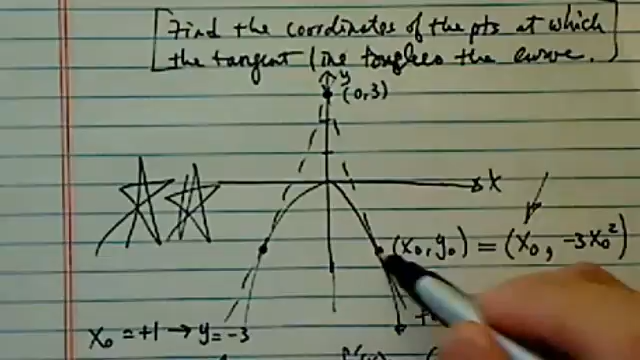 Find the coordinates of the pts at which
the tangent line touches the curve.
y
(0,3)
x
(x₀, y₀) = (x₀, -3x₀²)
x₀ = +1 → y = -3